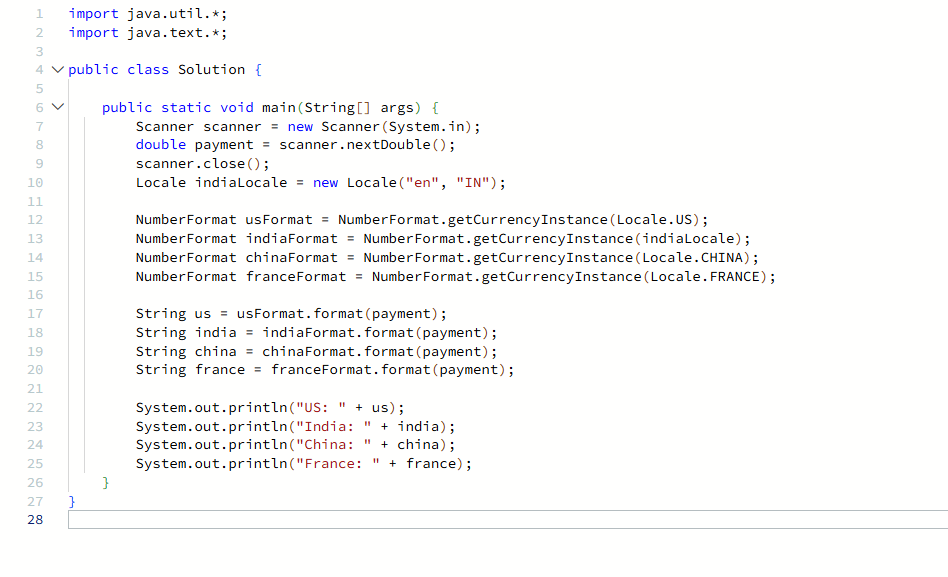 1 import java.util.*;
2 import java.text.*;
3
4 public class Solution {
5
6     public static void main(String[] args) {
7         Scanner scanner = new Scanner(System.in);
8         double payment = scanner.nextDouble();
9         scanner.close();
10         Locale indiaLocale = new Locale("en", "IN");
11
12         NumberFormat usFormat = NumberFormat.getCurrencyInstance(Locale.US);
13         NumberFormat indiaFormat = NumberFormat.getCurrencyInstance(indiaLocale);
14         NumberFormat chinaFormat = NumberFormat.getCurrencyInstance(Locale.CHINA);
15         NumberFormat franceFormat = NumberFormat.getCurrencyInstance(Locale.FRANCE);
16
17         String us = usFormat.format(payment);
18         String india = indiaFormat.format(payment);
19         String china = chinaFormat.format(payment);
20         String france = franceFormat.format(payment);
21
22         System.out.println("US: " + us);
23         System.out.println("India: " + india);
24         System.out.println("China: " + china);
25         System.out.println("France: " + france);
26     }
27 }
28